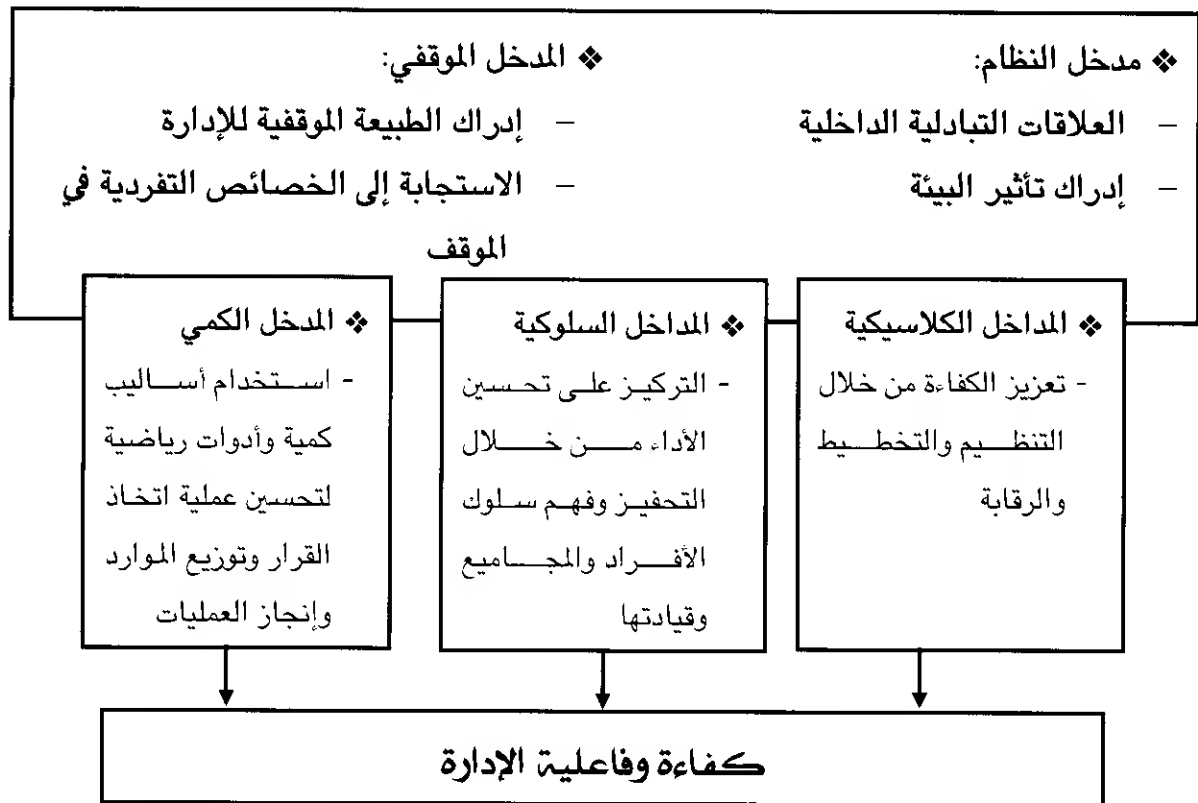 ❖ مدخل النظام:
– العلاقات التبادلية الداخلية
– إدراك تأثير البيئة
❖ المدخل الموقفي:
– إدراك الطبيعة الموقفية للإدارة
– الاستجابة إلى الخصائص التفردية في
الموقف
❖ المداخل الكلاسيكية
- تعزيز الكفاءة من خلال
التنظيم والتخطيط
والرقابة
❖ المداخل السلوكية
- التركيز على تحسين
الأداء من خلال
التحفيز وفهم سلوك
الأفراد والمجاميع
وقيادتها
❖ المدخل الكمي
- استخدام أساليب
كمية وأدوات رياضية
لتحسين عملية اتخاذ
القرار وتوزيع الموارد
وإنجاز العمليات
كفاءة وفاعلية الإدارة